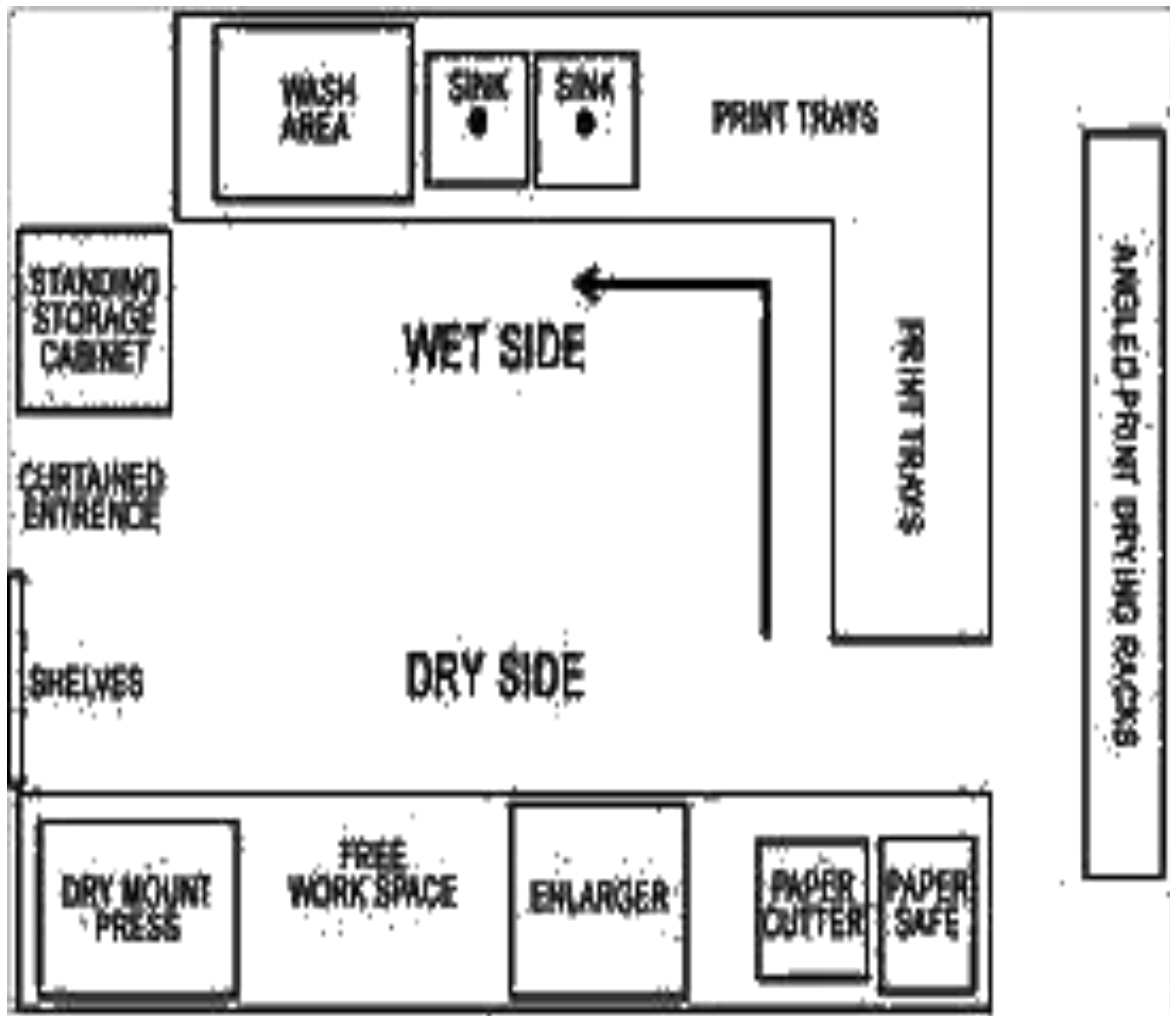 WASH
AREA
SINK
SINK
PRINT TRAYS
STANDING
STORAGE
CABINET
WET SIDE
PRINT TRAYS
ANGLED PRINT DRYING RACKS
CURTAINED
ENTRENCE
SHELVES
DRY SIDE
DRY MOUNT
PRESS
FREE
WORK SPACE
ENLARGER
PAPER
CUTTER
PAPER
SAFE